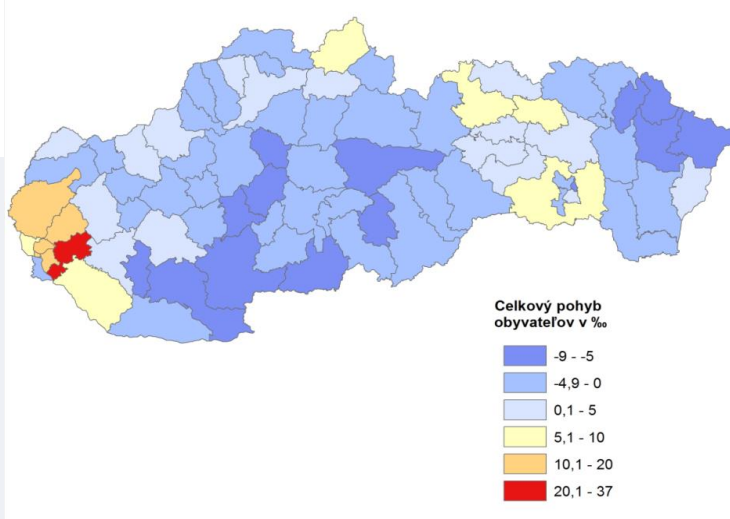 Celkový pohyb
obyvateľov v ‰
-9 - -5
-4,9 - 0
0,1 - 5
5,1 - 10
10,1 - 20
20,1 - 37